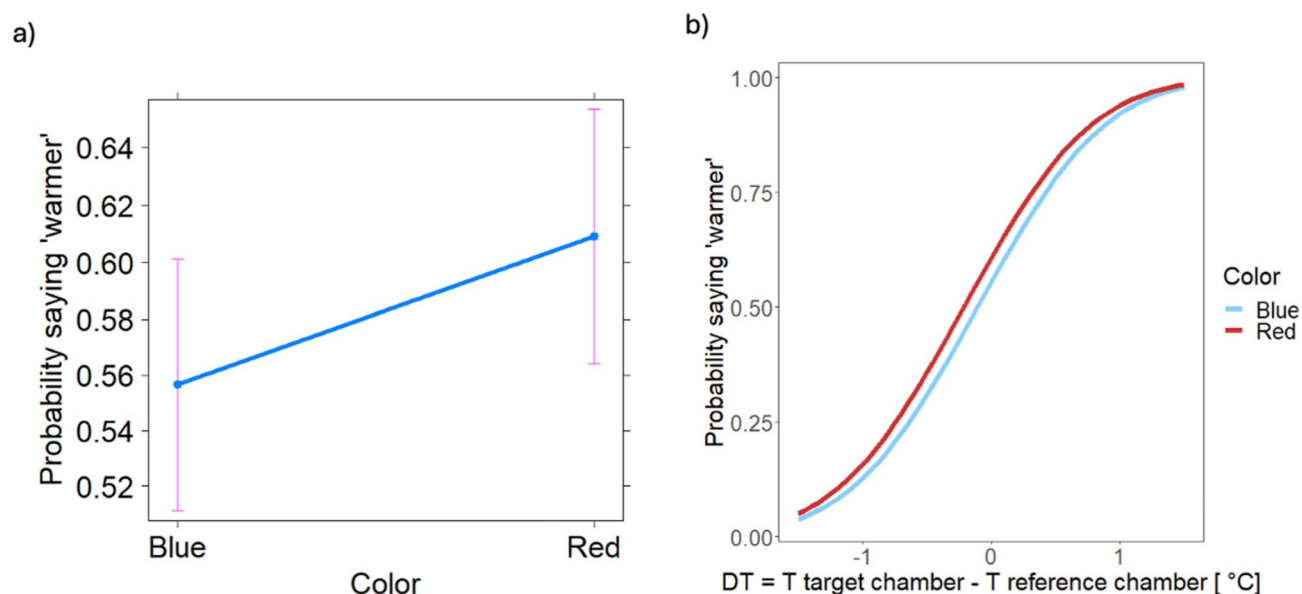 a)
Probability saying 'warmer'
0.64
0.62
0.60
0.58
0.56
0.54
0.52
Blue
Red
Color
b)
Probability saying 'warmer'
1.00
0.75
0.50
0.25
0.00
-1
0
1
DT = T target chamber - T reference chamber [ °C]
Color
Blue
Red